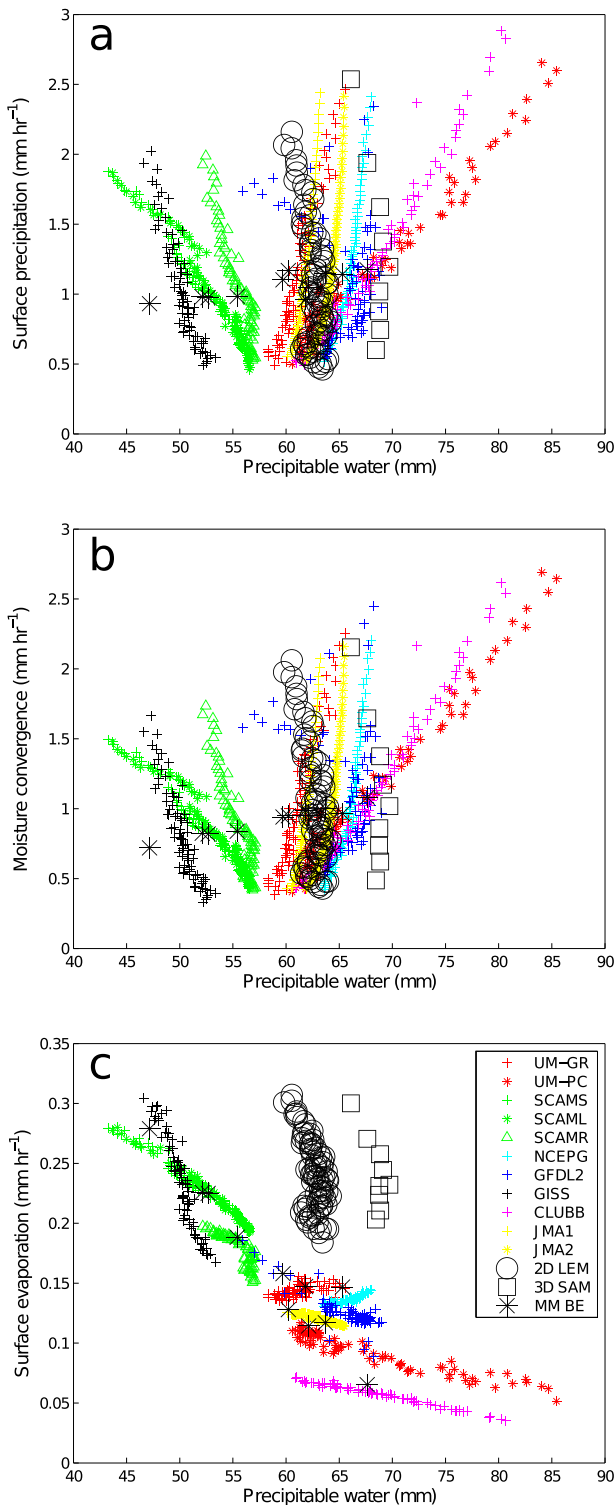 a
3
2.5
2
1.5
1
0.5
0
Surface precipitation (mm hr⁻¹)
40 45 50 55 60 65 70 75 80 85 90
Precipitable water (mm)
b
3
2.5
2
1.5
1
0.5
0
Moisture convergence (mm hr⁻¹)
40 45 50 55 60 65 70 75 80 85 90
Precipitable water (mm)
c
0.35
0.3
0.25
0.2
0.15
0.1
0.05
0
Surface evaporation (mm hr⁻¹)
UM−GR
UM−PC
SCAMS
SCAML
SCAMR
NCEPG
GFDL2
GISS
CLUBB
JMA1
JMA2
2D LEM
3D SAM
MM BE
40 45 50 55 60 65 70 75 80 85 90
Precipitable water (mm)